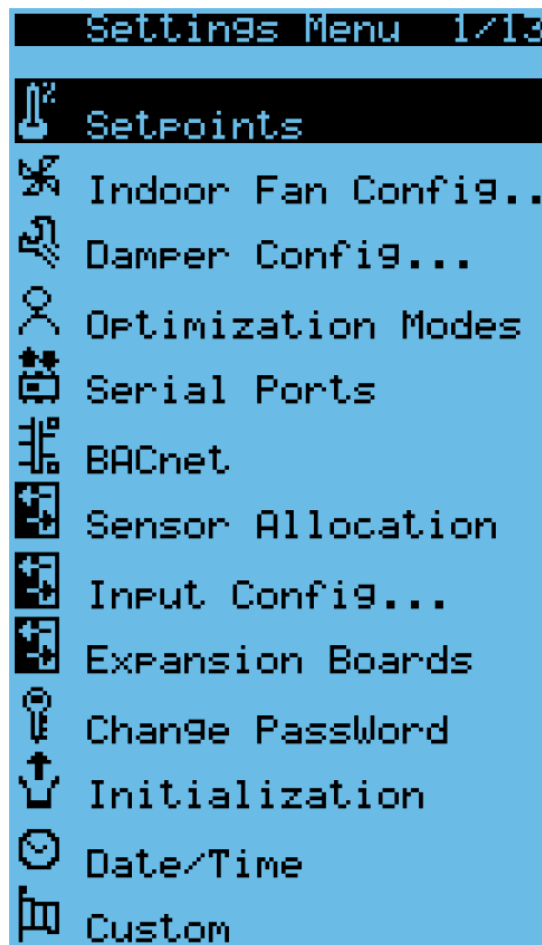 Settings Menu 1/13
Setpoints
Indoor Fan Config..
Damper Config...
Optimization Modes
Serial Ports
BACnet
Sensor Allocation
Input Config...
Expansion Boards
Change PassWord
Initialization
Date/Time
Custom